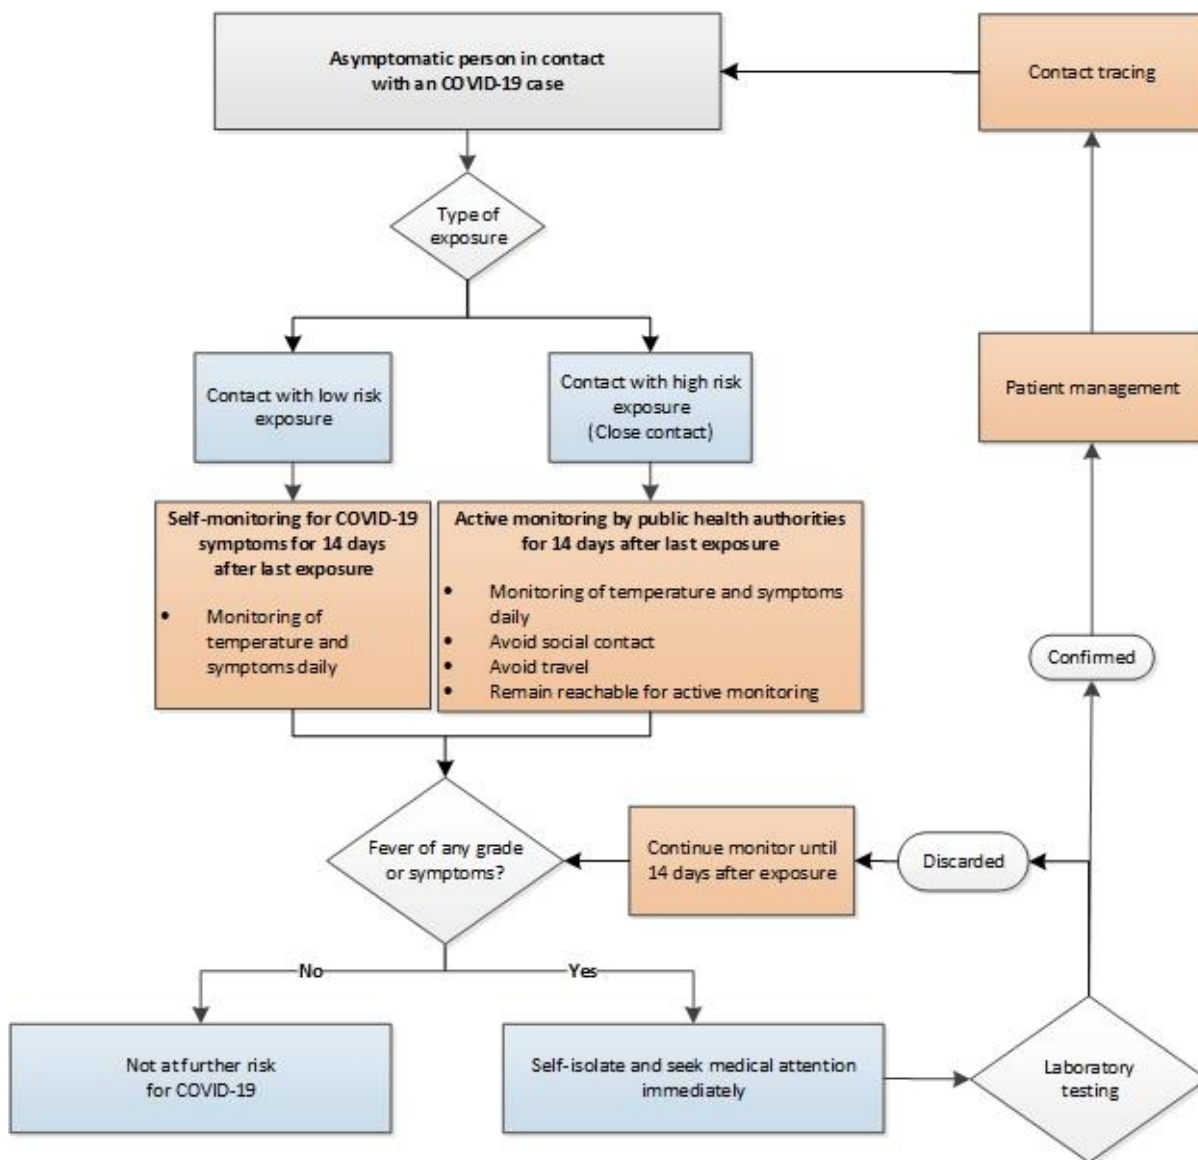 Asymptomatic person in contact
with an COVID-19 case
Contact tracing
Type of
exposure
Contact with low risk
exposure
Contact with high risk
exposure
(Close contact)
Patient management
Self-monitoring for COVID-19
symptoms for 14 days
after last exposure
• Monitoring of
temperature and
symptoms daily
Active monitoring by public health authorities
for 14 days after last exposure
• Monitoring of temperature and symptoms
daily
• Avoid social contact
• Avoid travel
• Remain reachable for active monitoring
Confirmed
Fever of any grade
or symptoms?
Continue monitor until
14 days after exposure
Discarded
No
Yes
Not at further risk
for COVID-19
Self-isolate and seek medical attention
immediately
Laboratory
testing